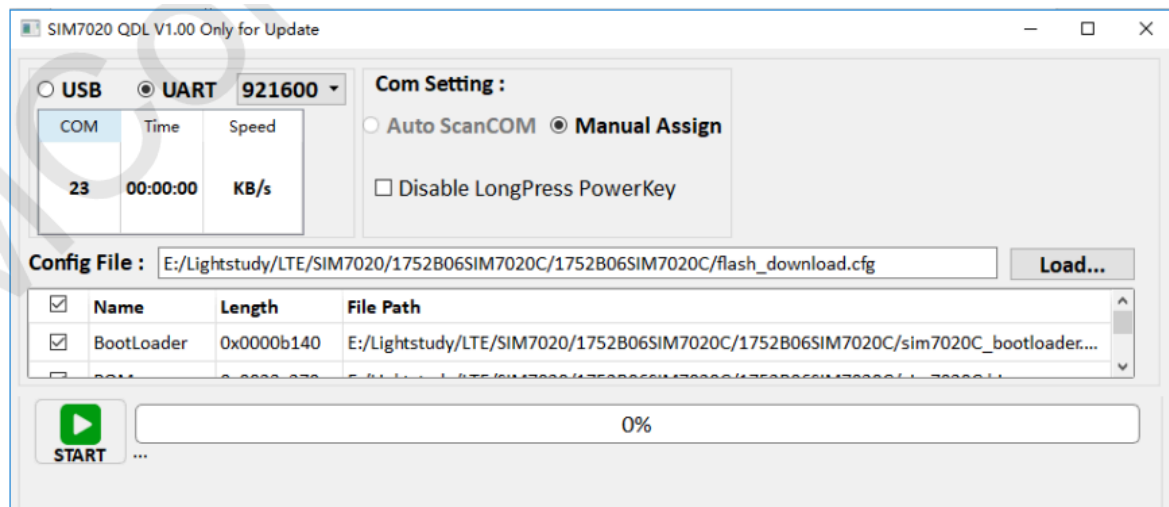 SIM7020 QDL V1.00 Only for Update
USB UART 921600
Com Setting :
COM Time Speed
Auto ScanCOM Manual Assign
23 00:00:00 KB/s
Disable LongPress PowerKey
Config File : E:/Lightstudy/LTE/SIM7020/1752B06SIM7020C/1752B06SIM7020C/flash_download.cfg Load...
Name Length File Path
BootLoader 0x0000b140 E:/Lightstudy/LTE/SIM7020/1752B06SIM7020C/1752B06SIM7020C/sim7020C_bootloader....
0%
START ...